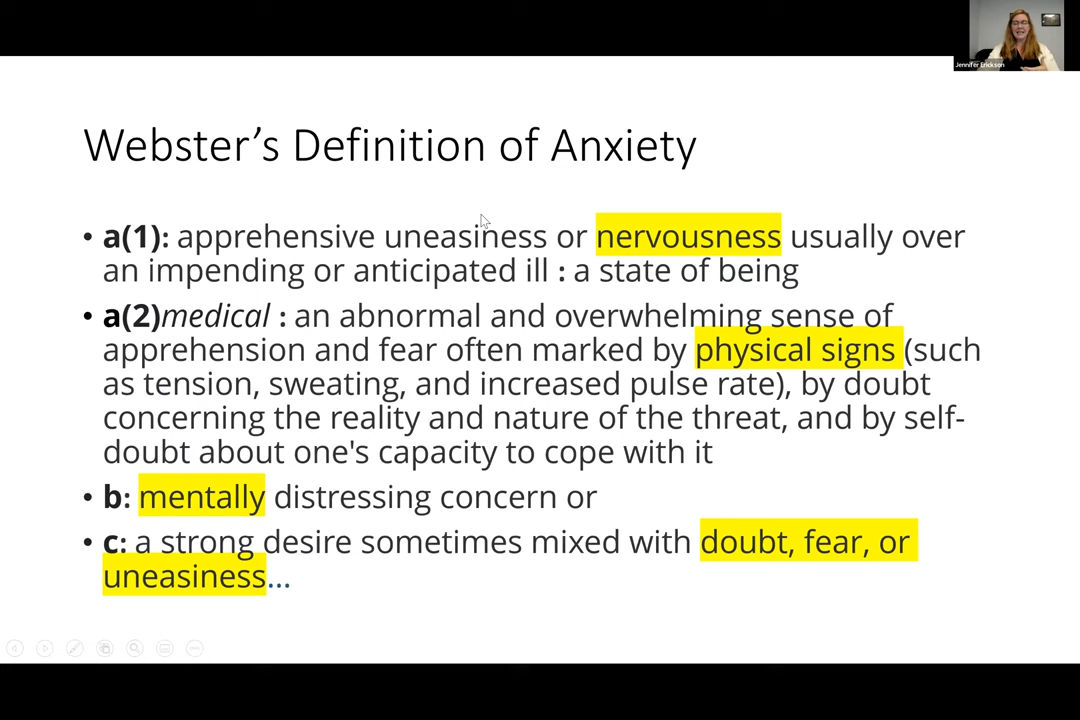 Jennifer Erickson
Webster’s Definition of Anxiety
• a(1): apprehensive uneasiness or nervousness usually over
an impending or anticipated ill : a state of being
• a(2)medical : an abnormal and overwhelming sense of
apprehension and fear often marked by physical signs (such
as tension, sweating, and increased pulse rate), by doubt
concerning the reality and nature of the threat, and by self-
doubt about one's capacity to cope with it
• b: mentally distressing concern or
• c: a strong desire sometimes mixed with doubt, fear, or
uneasiness...